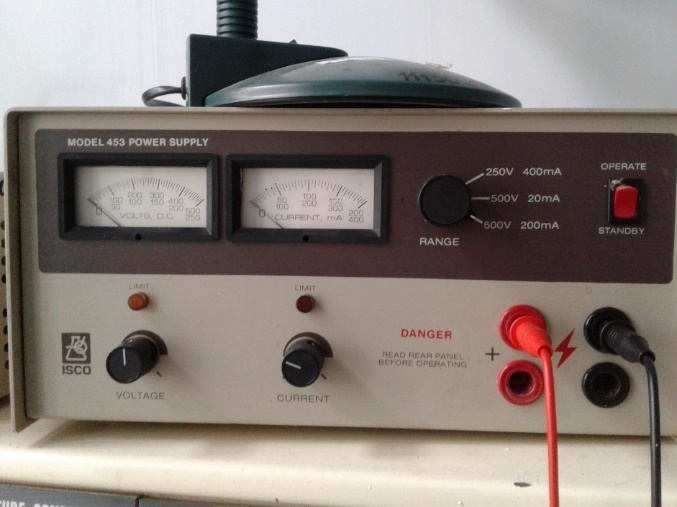 MODEL 453 POWER SUPPLY
0 100 200 300 400 500
50 100 150 200 250
VOLTS, D.C.
0 50 100 150 200
100 200 300 400
CURRENT, mA
250V 400mA
500V 20mA
500V 200mA
RANGE
OPERATE
STANDBY
LIMIT
LIMIT
ISCO
VOLTAGE
CURRENT
DANGER
READ REAR PANEL
BEFORE OPERATING
+